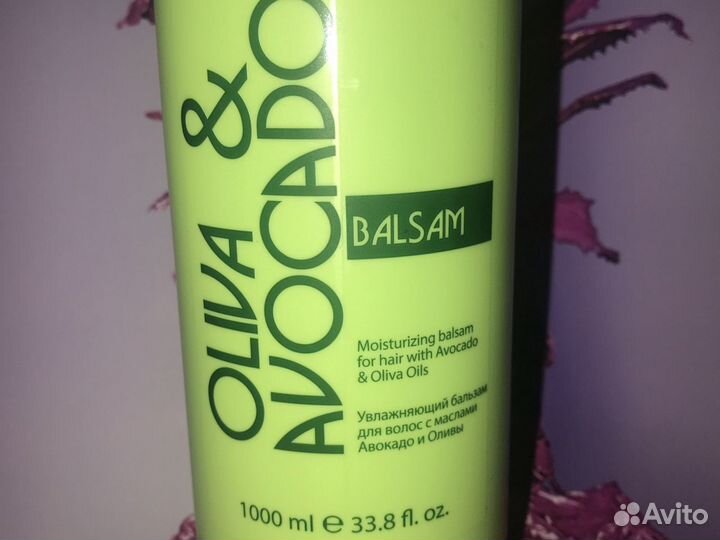 OLIVA &
AVOCADO
BALSAM
Moisturizing balsam
for hair with Avocado
& Oliva Oils
Увлажняющий бальзам
для волос с маслами
Авокадо и Оливы
1000 ml e 33.8 fl. oz.
Avito